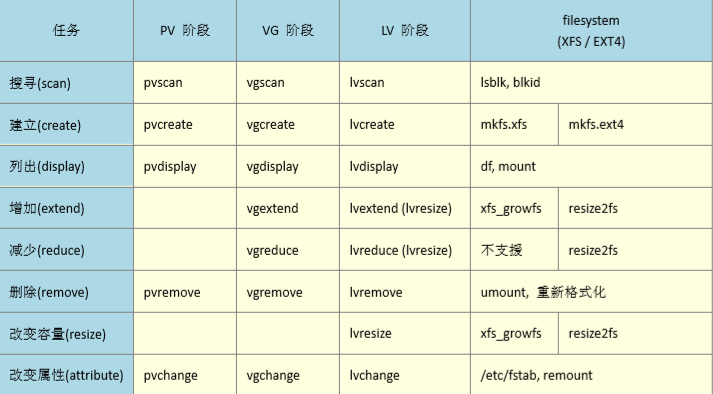 任务 PV 阶段 VG 阶段 LV 阶段 filesystem
(XFS / EXT4)
搜寻(scan) pvscan vgscan lvscan lsblk, blkid
建立(create) pvcreate vgcreate lvcreate mkfs.xfs mkfs.ext4
列出(display) pvdisplay vgdisplay lvdisplay df, mount
增加(extend) vgextend lvextend (lvresize) xfs_growfs resize2fs
减少(reduce) vgreduce lvreduce (lvresize) 不支援 resize2fs
删除(remove) pvremove vgremove lvremove umount, 重新格式化
改变容量(resize) lvresize xfs_growfs resize2fs
改变属性(attribute) pvchange vgchange lvchange /etc/fstab, remount